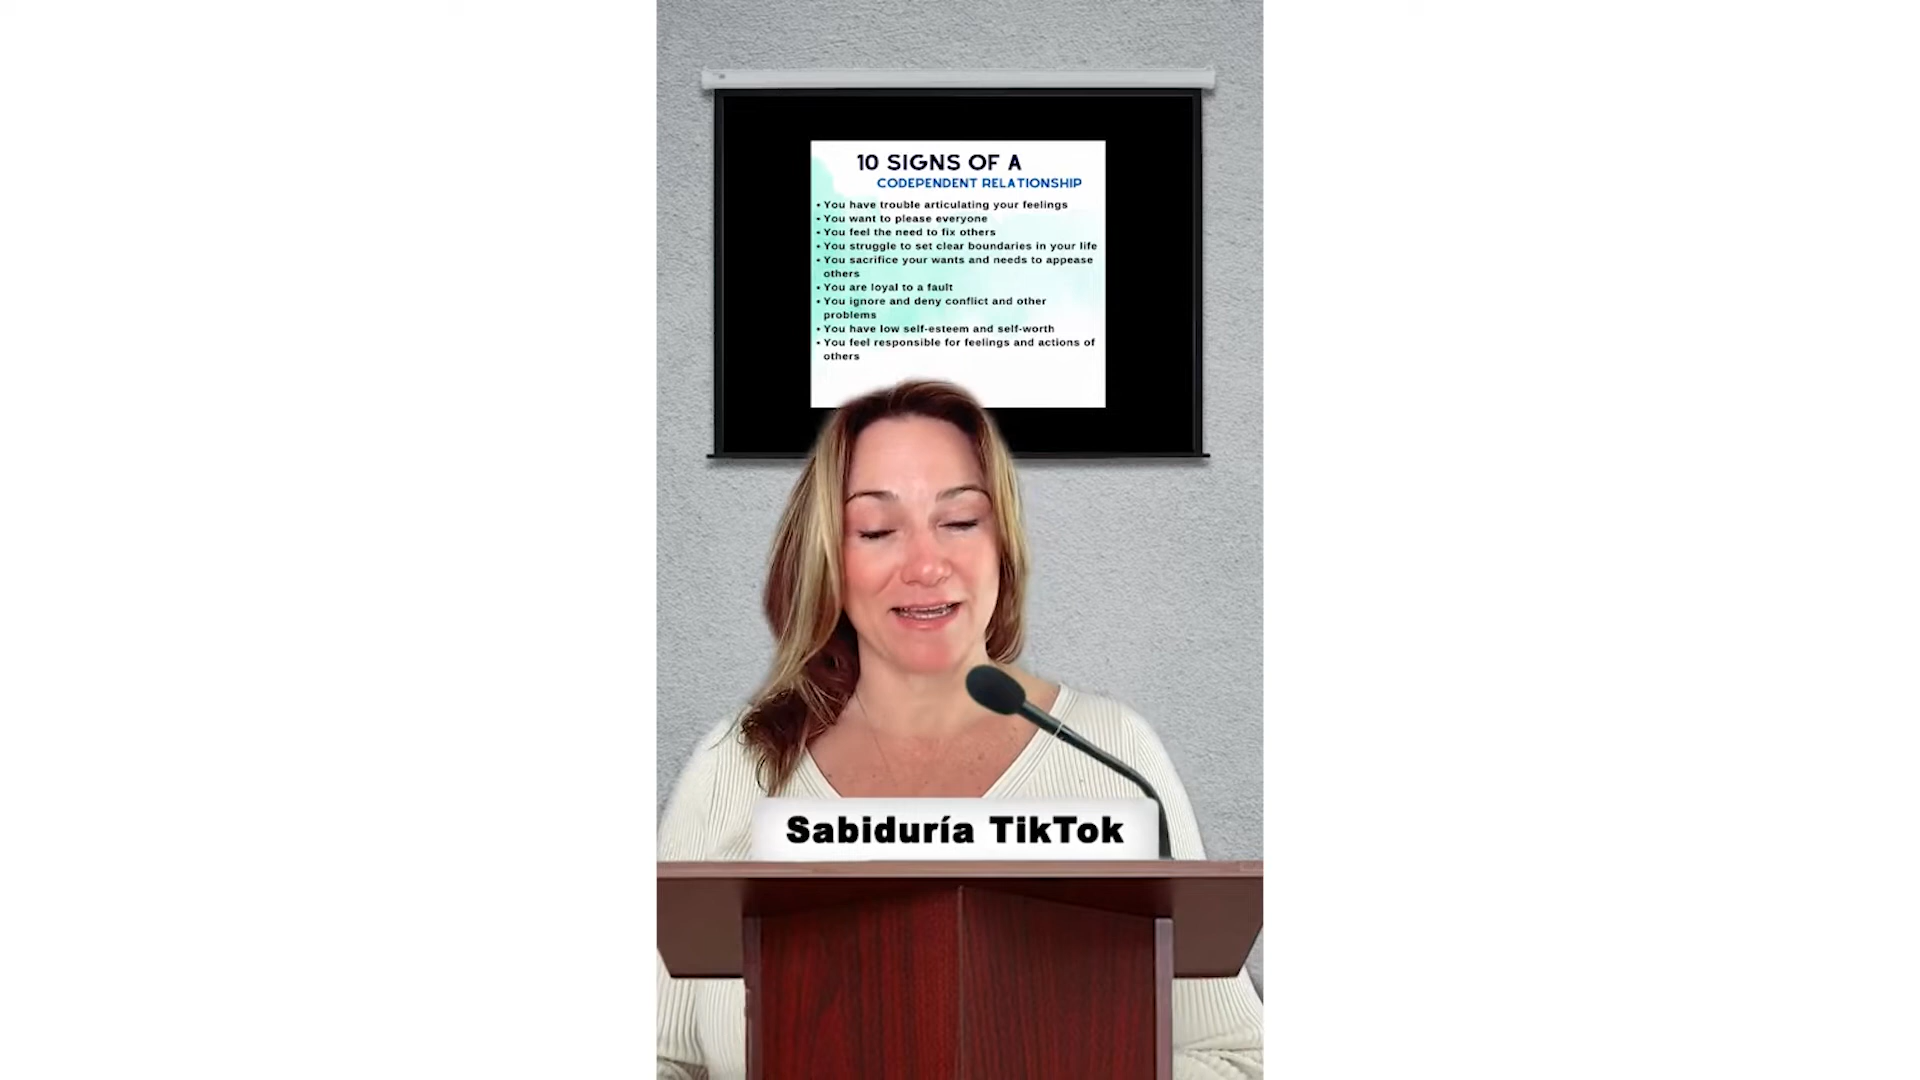 10 SIGNS OF A
CODEPENDENT RELATIONSHIP
• You have trouble articulating your feelings
• You want to please everyone
• You feel the need to fix others
• You struggle to set clear boundaries in your life
• You sacrifice your wants and needs to appease
others
• You are loyal to a fault
• You ignore and deny conflict and other
problems
• You have low self-esteem and self-worth
• You feel responsible for feelings and actions of
others
Sabiduría TikTok